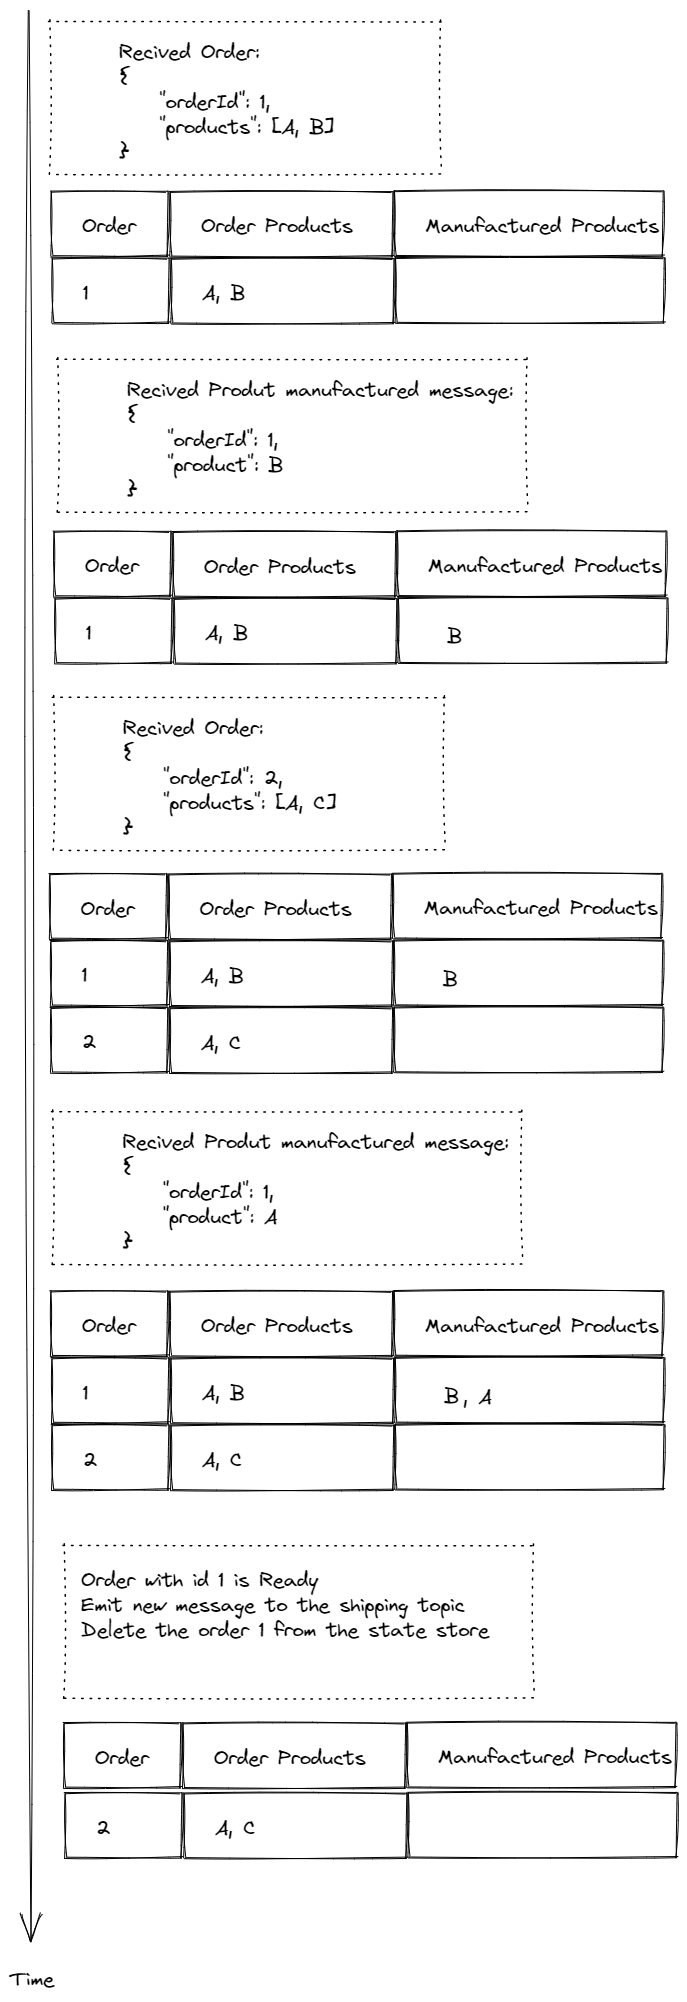 Recived Order:
{
"orderId": 1,
"products": [A, B]
}
Order Order Products Manufactured Products
1 A, B
Recived Produt manufactured message:
{
"orderId": 1,
"product": B
}
Order Order Products Manufactured Products
1 A, B B
Recived Order:
{
"orderId": 2,
"products": [A, C]
}
Order Order Products Manufactured Products
1 A, B B
2 A, C
Recived Produt manufactured message:
{
"orderId": 1,
"product": A
}
Order Order Products Manufactured Products
1 A, B B, A
2 A, C
Order with id 1 is Ready
Emit new message to the shipping topic
Delete the order 1 from the state store
Order Order Products Manufactured Products
2 A, C
Time